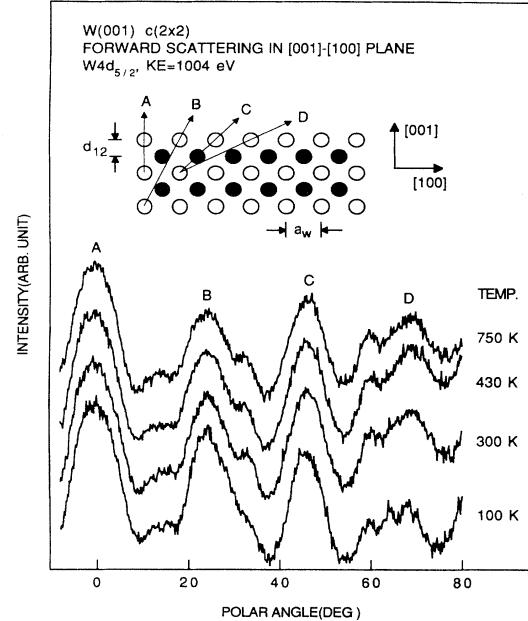 W(001) c(2x2)
FORWARD SCATTERING IN [001]-[100] PLANE
W4d5/2, KE=1004 eV
A
B
C
D
d12
[001]
[100]
aw
INTENSITY(ARB. UNIT)
A
B
C
D
TEMP.
750 K
430 K
300 K
100 K
0
20
40
60
80
POLAR ANGLE(DEG )